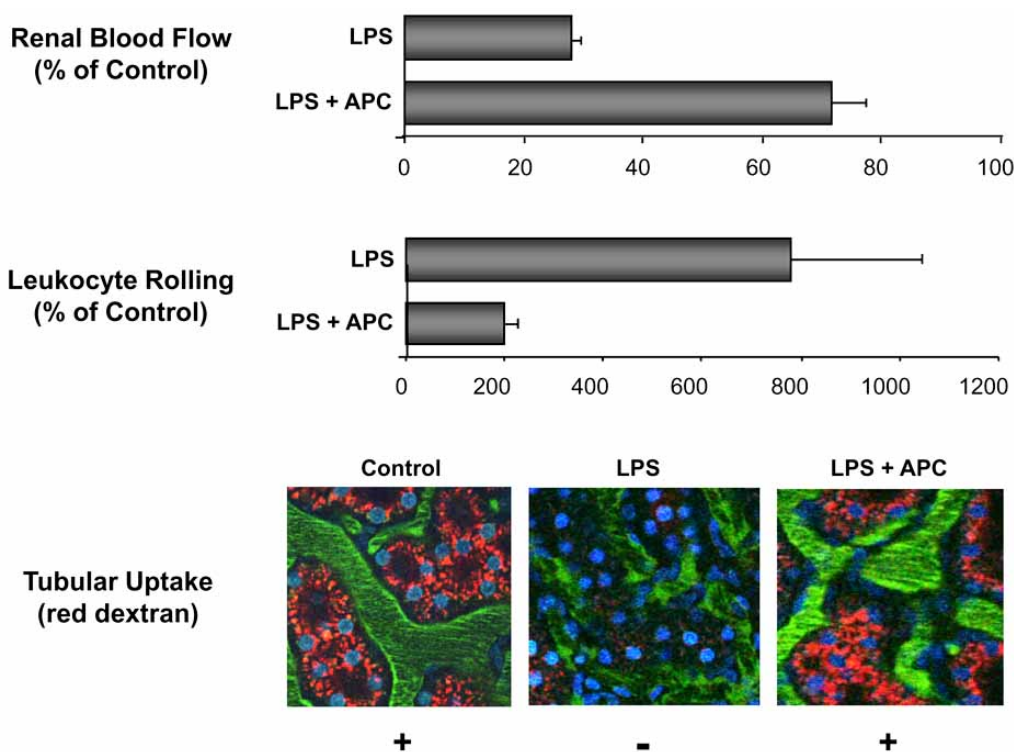 Renal Blood Flow
(% of Control)
LPS
LPS + APC
0 20 40 60 80 100
Leukocyte Rolling
(% of Control)
LPS
LPS + APC
0 200 400 600 800 1000 1200
Control LPS LPS + APC
Tubular Uptake
(red dextran)
+ - +